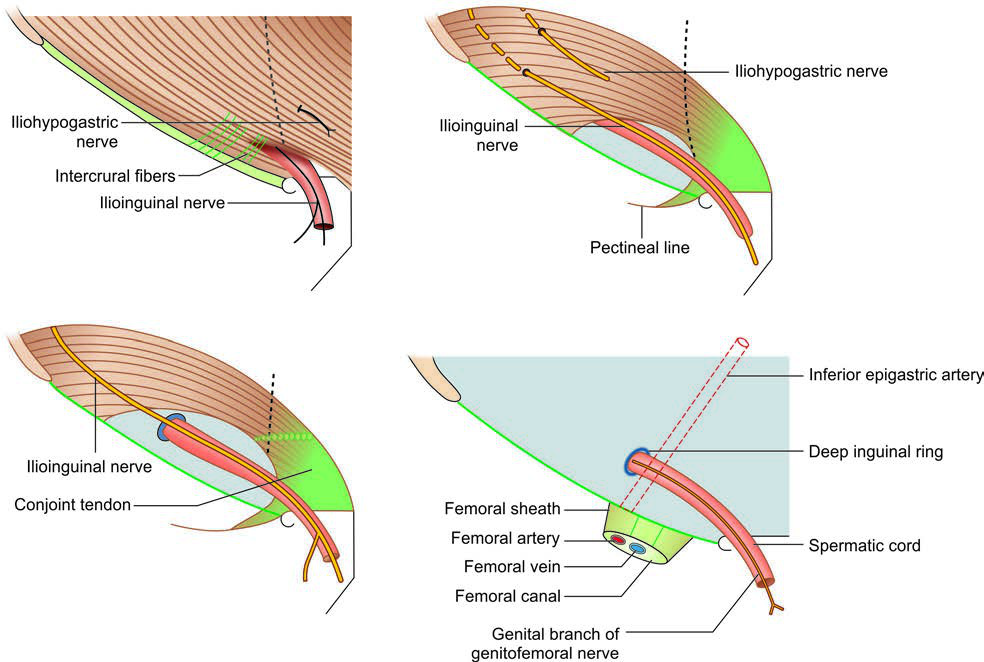 Iliohypogastric
nerve
Intercrural fibers
Ilioinguinal nerve
Iliohypogastric nerve
Ilioinguinal
nerve
Pectineal line
Ilioinguinal nerve
Conjoint tendon
Inferior epigastric artery
Deep inguinal ring
Femoral sheath
Femoral artery
Femoral vein
Femoral canal
Spermatic cord
Genital branch of
genitofemoral nerve